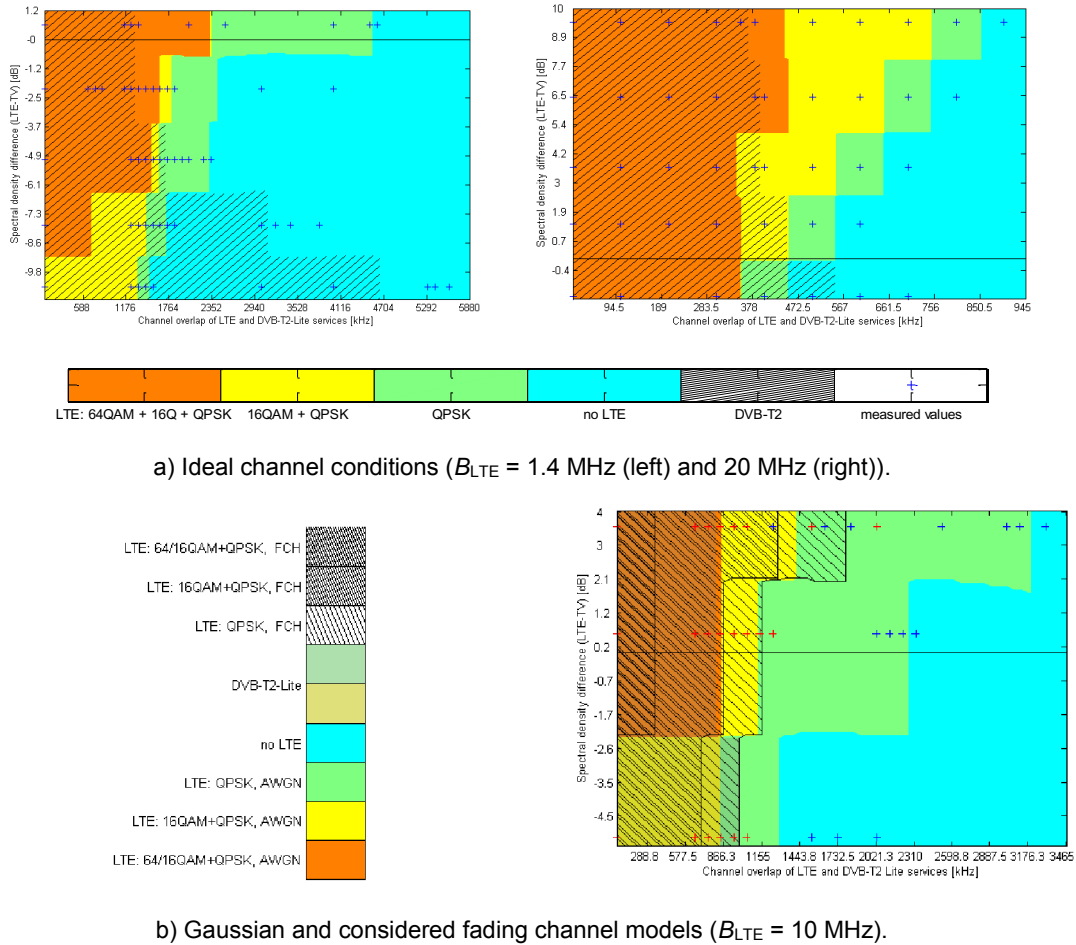 1.2
-0
-1.2
-2.5
-3.7
-4.9
-6.1
-7.3
-8.6
-9.8
Spectral density difference (LTE-TV) [dB]
588 1176 1764 2352 2940 3528 4116 4704 5292 5880
Channel overlap of LTE and DVB-T2-Lite services [kHz]
10
8.9
7.7
6.5
5.4
4.2
3
1.9
0.7
-0.4
Spectral density difference (LTE-TV) [dB]
94.5 189 283.5 378 472.5 567 661.5 756 850.5 945
Channel overlap of LTE and DVB-T2-Lite services [kHz]
LTE: 64QAM + 16Q + QPSK 16QAM + QPSK QPSK no LTE DVB-T2 measured values
a) Ideal channel conditions (BLTE = 1.4 MHz (left) and 20 MHz (right)).
LTE: 64/16QAM+QPSK, FCH
LTE: 16QAM+QPSK, FCH
LTE: QPSK, FCH
DVB-T2-Lite
no LTE
LTE: QPSK, AWGN
LTE: 16QAM+QPSK, AWGN
LTE: 64/16QAM+QPSK, AWGN
4
3
2.1
1.2
0.2
-0.7
-1.7
-2.6
-3.5
-4.5
Spectral density difference (LTE-TV) [dB]
288.8 577.5 866.3 1155 1443.8 1732.5 2021.3 2310 2598.8 2887.5 3176.3 3465
Channel overlap of LTE and DVB-T2 Lite services [kHz]
b) Gaussian and considered fading channel models (BLTE = 10 MHz).